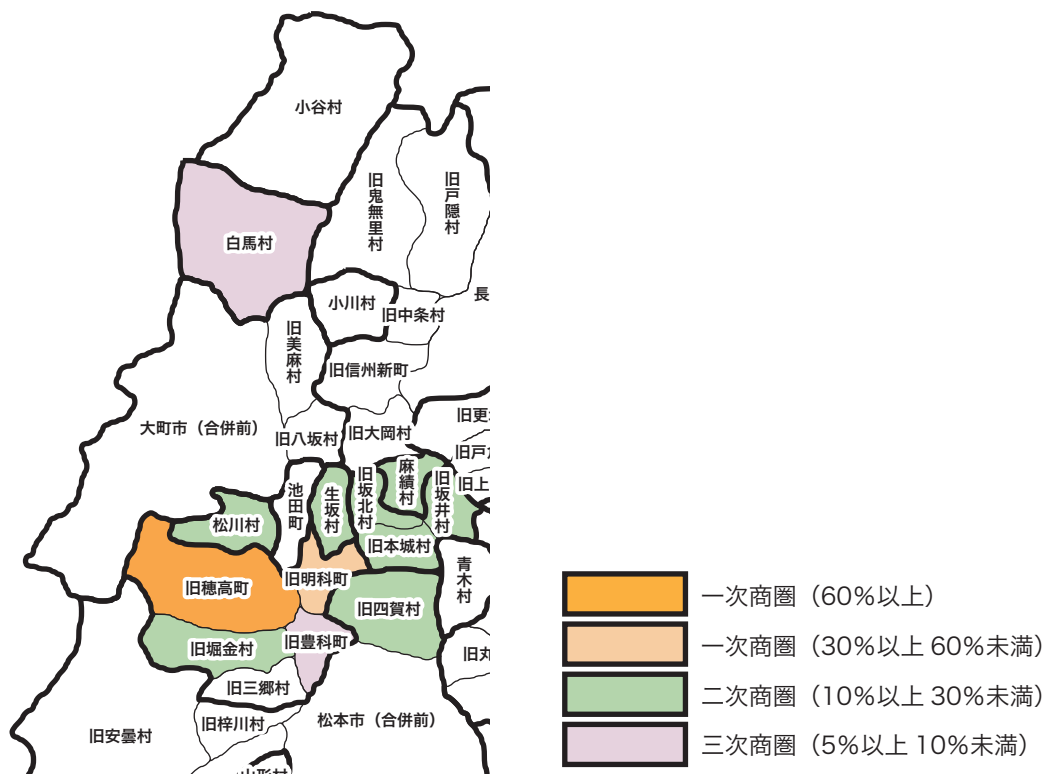 小谷村
旧鬼無里村
旧戸隠村
白馬村
長
小川村
旧中条村
旧美麻村
旧信州新町
大町市（合併前）
旧八坂村
旧大岡村
旧更
旧戸
旧上
麻績村
旧坂北村
旧坂井村
池田町
生坂村
松川村
旧本城村
青木村
旧穂高町
旧明科町
旧四賀村
旧堀金村
旧豊科町
旧丸
旧三郷村
旧梓川村
松本市（合併前）
旧安曇村
山形村
一次商圏（60%以上）
一次商圏（30%以上 60%未満）
二次商圏（10%以上 30%未満）
三次商圏（5%以上 10%未満）